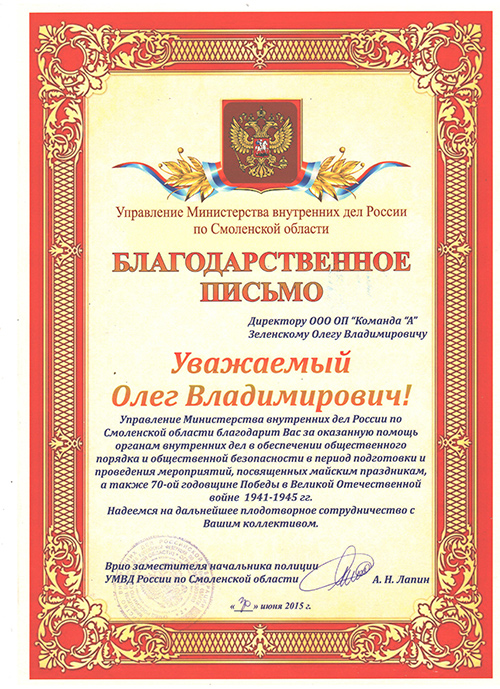 Управление Министерства внутренних дел России
по Смоленской области
БЛАГОДАРСТВЕННОЕ
ПИСЬМО
Директору ООО ОП "Команда "А"
Зеленскому Олегу Владимировичу
Уважаемый
Олег Владимирович!
Управление Министерства внутренних дел России по
Смоленской области благодарит Вас за оказанную помощь
органам внутренних дел в обеспечении общественного
порядка и общественной безопасности в период подготовки и
проведения мероприятий, посвященных майским праздникам,
а также 70-ой годовщине Победы в Великой Отечественной
войне 1941-1945 гг.
Надеемся на дальнейшее плодотворное сотрудничество с
Вашим коллективом.
Врио заместителя начальника полиции
УМВД России по Смоленской области
А. Н. Лапин
« 30 » июня 2015 г.